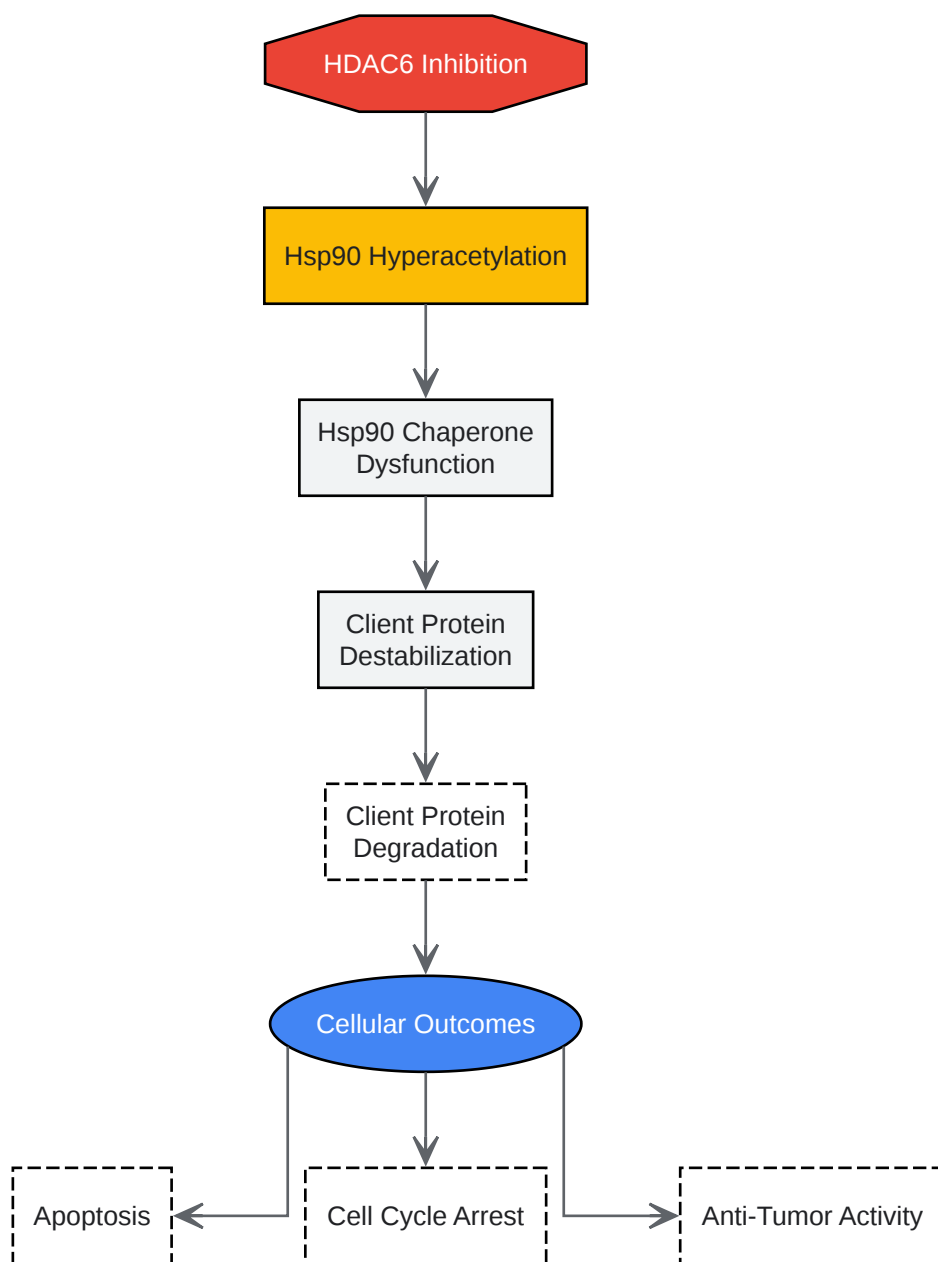 HDAC6 Inhibition
Hsp90 Hyperacetylation
Hsp90 Chaperone
Dysfunction
Client Protein
Destabilization
Client Protein
Degradation
Cellular Outcomes
Apoptosis
Cell Cycle Arrest
Anti-Tumor Activity